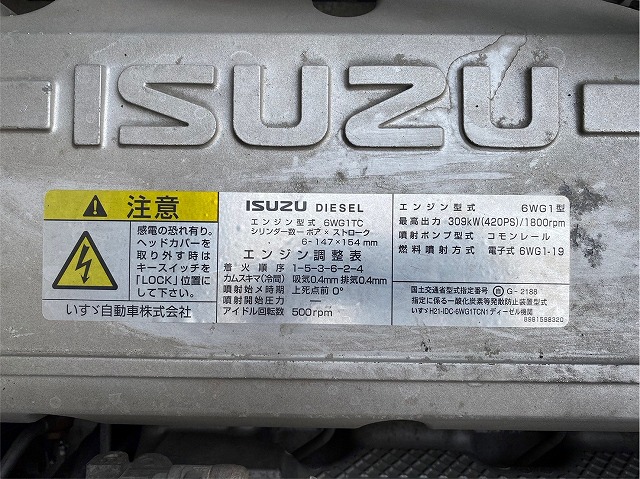 ISUZU
注意
感電の恐れ有り。
ヘッドカバーを
取り外す時は
キースイッチを
「LOCK」位置に
して下さい。
いすゞ自動車株式会社
ISUZU DIESEL
エンジン型式 6WG1TC
シリンダ数ー ボア × ストローク
6-147×154mm
エンジン調整表
着火順序 1-5-3-6-2-4
カムスキマ(冷間) 吸気0.4mm 排気0.4mm
噴射始メ時期 上死点前 0°
噴射開始圧力 ー
アイドル回転数 500rpm
エンジン型式 6WG1型
最高出力 309kW(420PS)/1800rpm
噴射ポンプ型式 コモンレール
燃料噴射方式 電子式 6WG1-19
国土交通省型式指定番号 G-2188
指定に係る一酸化炭素等発散防止装置型式
いすゞH21-IDC-6WG1TCN1 ディーゼル機関
8981598320